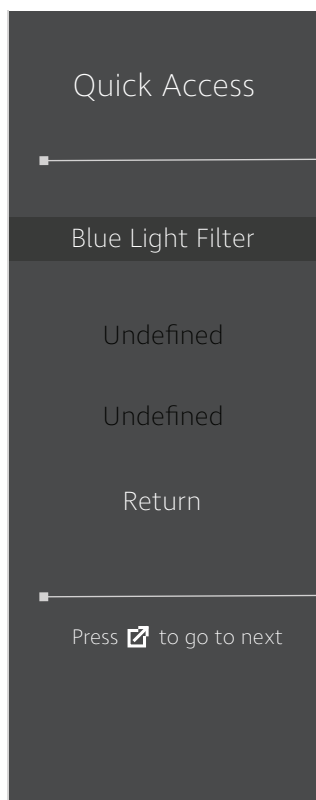 Quick Access
Blue Light Filter
Undefined
Undefined
Return
Press to go to next